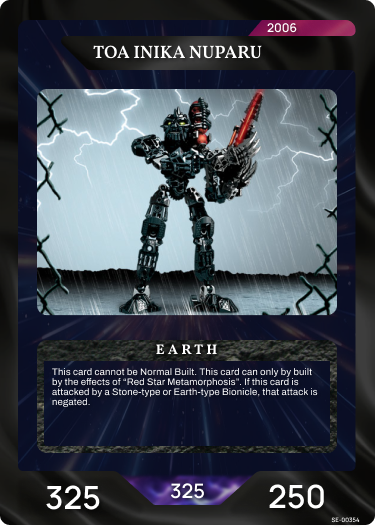 2006
TOA INIKA NUPARU
EARTH
This card cannot be Normal Built. This card can only by built
by the effects of “Red Star Metamorphosis”. If this card is
attacked by a Stone-type or Earth-type Bionicle, that attack is
negated.
325
325
250
SE-D0354